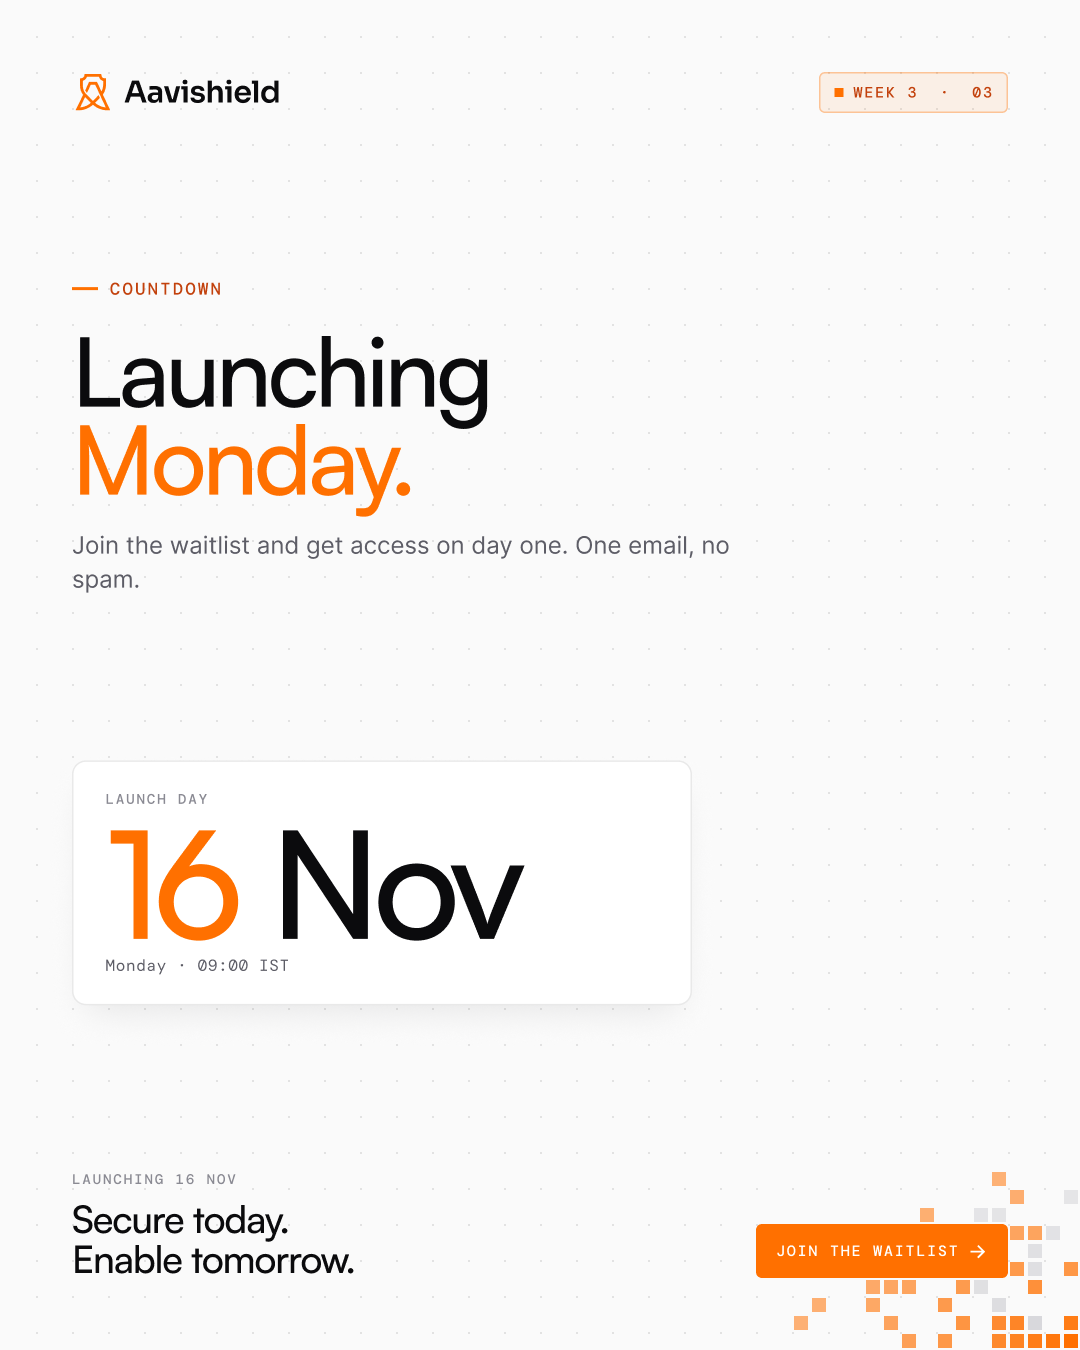 Aavishield
WEEK 3 · 03
COUNTDOWN
Launching
Monday.
Join the waitlist and get access on day one. One email, no
spam.
LAUNCH DAY
16 Nov
Monday · 09:00 IST
LAUNCHING 16 NOV
Secure today.
Enable tomorrow.
JOIN THE WAITLIST →